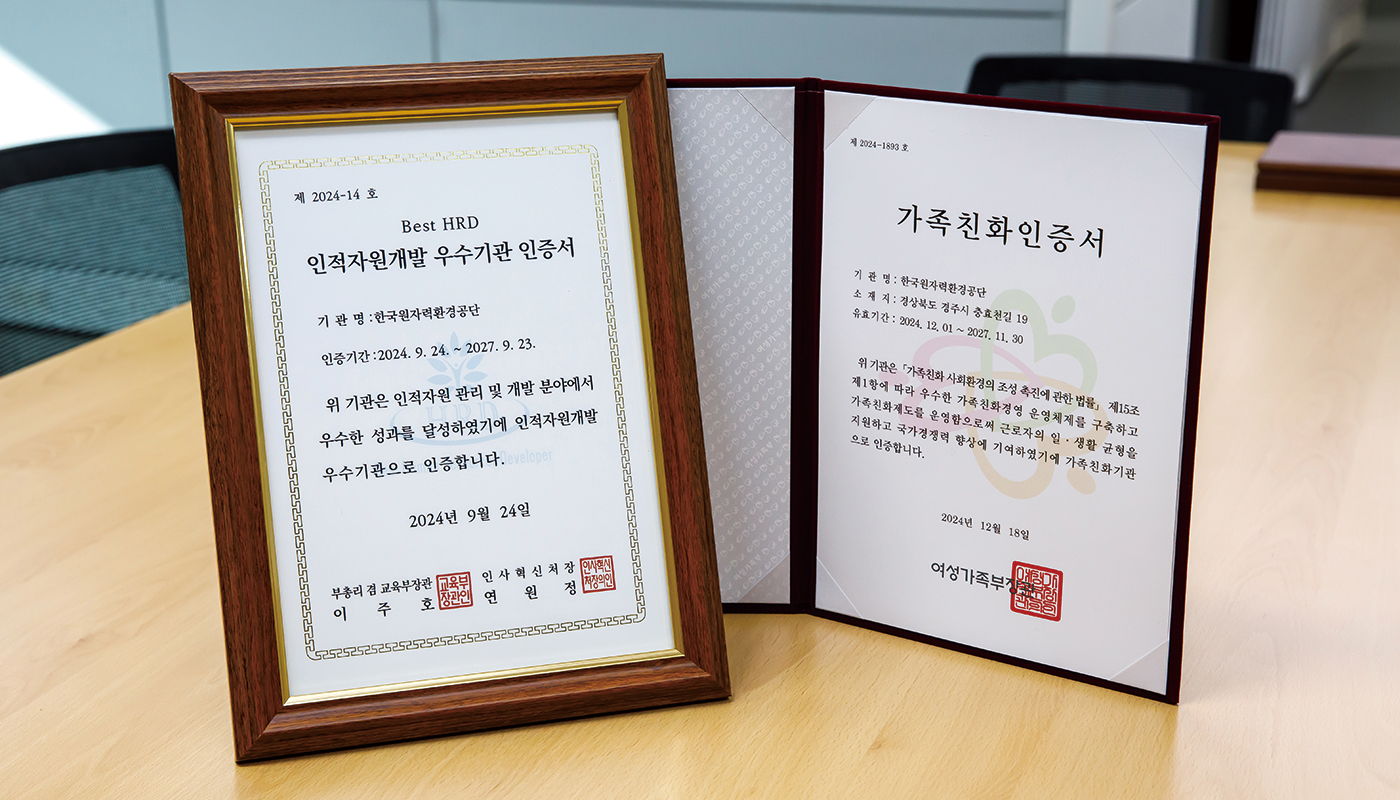 제 2024-14 호
Best HRD
인적자원개발 우수기관 인증서
기 관 명 :한국원자력환경공단
인증기간 :2024. 9. 24. ~ 2027. 9. 23.
위 기관은 인적자원 관리 및 개발 분야에서
우수한 성과를 달성하였기에 인적자원개발
우수기관으로 인증합니다.
HRD
Developer
2024년 9월 24일
부총리 겸 교육부장관
이 주 호
교육부
장관인
인사혁신처장
연 원 정
인사혁신
처장의인
제 2024-1893 호
가족친화인증서
기 관 명 : 한국원자력환경공단
소 재 지 : 경상북도 경주시 충효천길 19
유효기간 : 2024. 12. 01 ~ 2027. 11. 30
위 기관은 「가족친화 사회환경의 조성 촉진에 관한 법률」 제15조
제1항에 따라 우수한 가족친화경영 운영체제를 구축하고
가족친화제도를 운영함으로써 근로자의 일 · 생활 균형을
지원하고 국가경쟁력 향상에 기여하였기에 가족친화기관
으로 인증합니다.
2024년 12월 18일
여성가족부장관